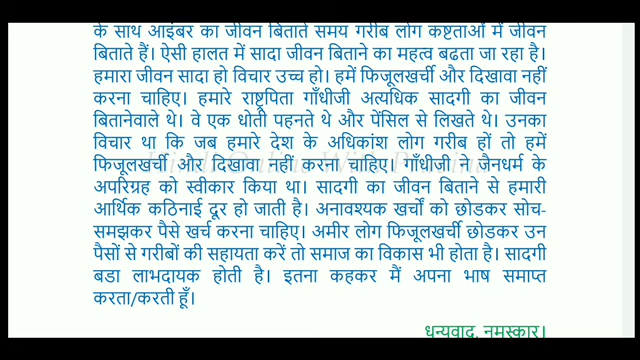 के साथ आइंबर का जीवन बिताते समय गरीब लोग कष्टताओं में जीवन
बिताते हैं। ऐसी हालत में सादा जीवन बिताने का महत्व बढता जा रहा है।
हमारा जीवन सादा हो विचार उच्च हो। हमें फिजूलखर्ची और दिखावा नहीं
करना चाहिए। हमारे राष्ट्रपिता गाँधीजी अत्यधिक सादगी का जीवन
बितानेवाले थे। वे एक धोती पहनते थे और पेंसिल से लिखते थे। उनका
विचार था कि जब हमारे देश के अधिकांश लोग गरीब हों तो हमें
फिजूलखर्ची और दिखावा नहीं करना चाहिए। गाँधीजी ने जैनधर्म के
अपरिग्रह को स्वीकार किया था। सादगी का जीवन बिताने से हमारी
आर्थिक कठिनाई दूर हो जाती है। अनावश्यक खर्चों को छोडकर सोच-
समझकर पैसे खर्च करना चाहिए। अमीर लोग फिजूलखर्ची छोडकर उन
पैसों से गरीबों की सहायता करें तो समाज का विकास भी होता है। सादगी
बडा लाभदायक होती है। इतना कहकर मैं अपना भाष समाप्त
करता/करती हूँ।
धन्यवाद, नमस्कार।